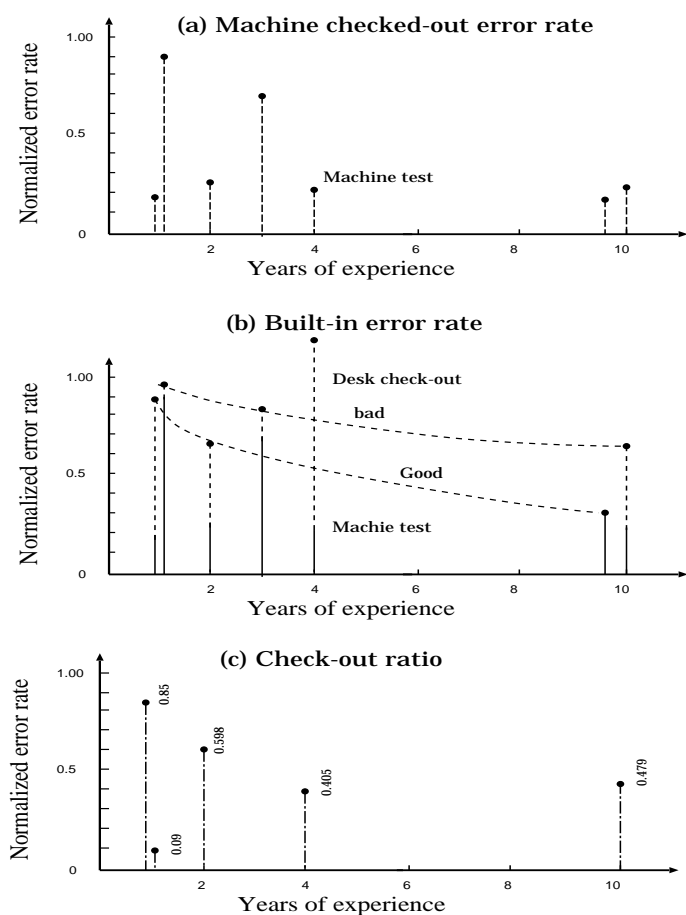 (a) Machine checked-out error rate
Normalized error rate
1.00
0.5
0
Machine test
2 4 6 8 10
Years of experience
(b) Built-in error rate
Normalized error rate
1.00
0.5
0
Desk check-out
bad
Good
Machie test
2 4 6 8 10
Years of experience
(c) Check-out ratio
Normalized error rate
1.00
0.5
0
0.85
0.09
0.598
0.405
0.479
2 4 6 8 10
Years of experience